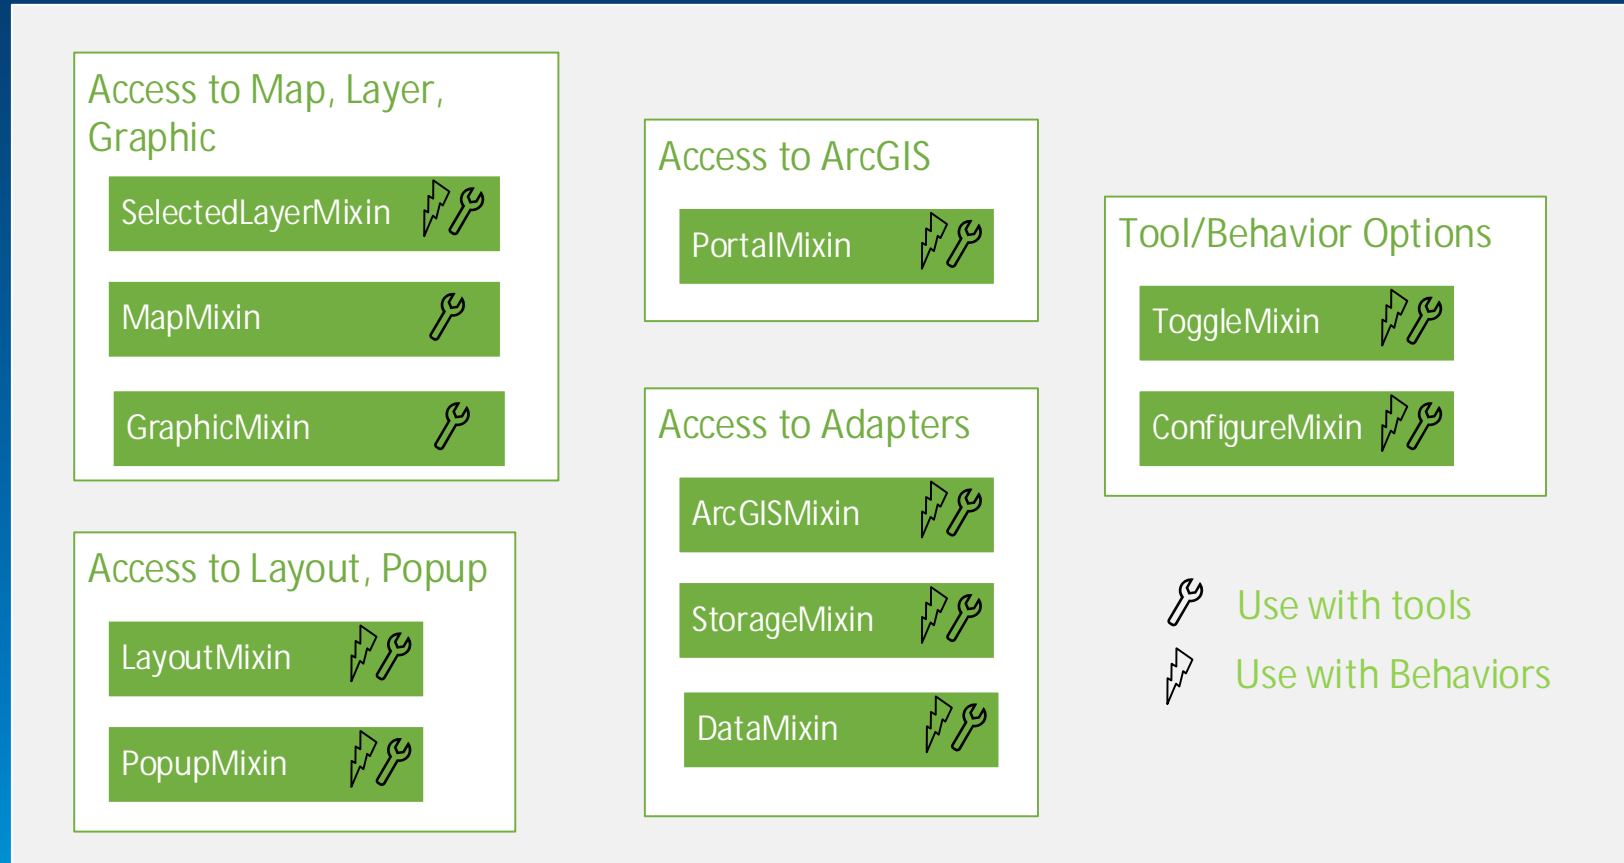 Access to Map, Layer,
Graphic
SelectedLayerMixin
MapMixin
GraphicMixin
Access to Layout, Popup
LayoutMixin
PopupMixin
Access to ArcGIS
PortalMixin
Access to Adapters
ArcGISMixin
StorageMixin
DataMixin
Tool/Behavior Options
ToggleMixin
ConfigureMixin
Use with tools
Use with Behaviors